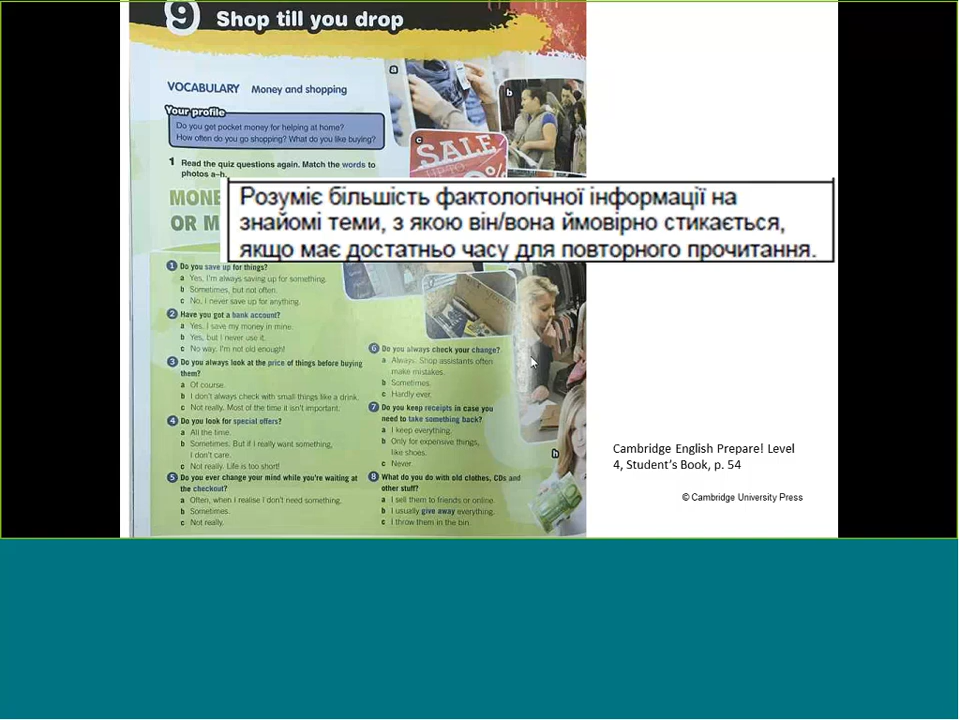 9 Shop till you drop
VOCABULARY Money and shopping
Your profile
Do you get pocket money for helping at home?
How often do you go shopping? What do you like buying?
1 Read the quiz questions again. Match the words to
photos a–h.
a
b
c
SALE
UP TO
%
MONE
OR M
Розуміє більшість фактологічної інформації на
знайомі теми, з якою він/вона ймовірно стикається,
якщо має достатньо часу для повторного прочитання.
1 Do you save up for things?
a Yes, I'm always saving up for something.
b Sometimes, but not often.
c No, I never save up for anything.
2 Have you got a bank account?
a Yes, I save my money in mine.
b Yes, but I never use it.
c No way. I'm not old enough!
3 Do you always look at the price of things before buying
them?
a Of course.
b I don't always check with small things like a drink.
c Not really. Most of the time it isn't important.
4 Do you look for special offers?
a All the time.
b Sometimes. But if I really want something,
I don't care.
c Not really. Life is too short!
5 Do you ever change your mind while you're waiting at
the checkout?
a Often, when I realise I don't need something.
b Sometimes.
c Not really.
g
6 Do you always check your change?
a Always. Shop assistants often
make mistakes.
b Sometimes.
c Hardly ever.
7 Do you keep receipts in case you
need to take something back?
a I keep everything.
b Only for expensive things,
like shoes.
c Never.
8 What do you do with old clothes, CDs and
other stuff?
a I sell them to friends or online.
b I usually give away everything.
c I throw them in the bin.
h
Cambridge English Prepare! Level
4, Student's Book, p. 54
© Cambridge University Press